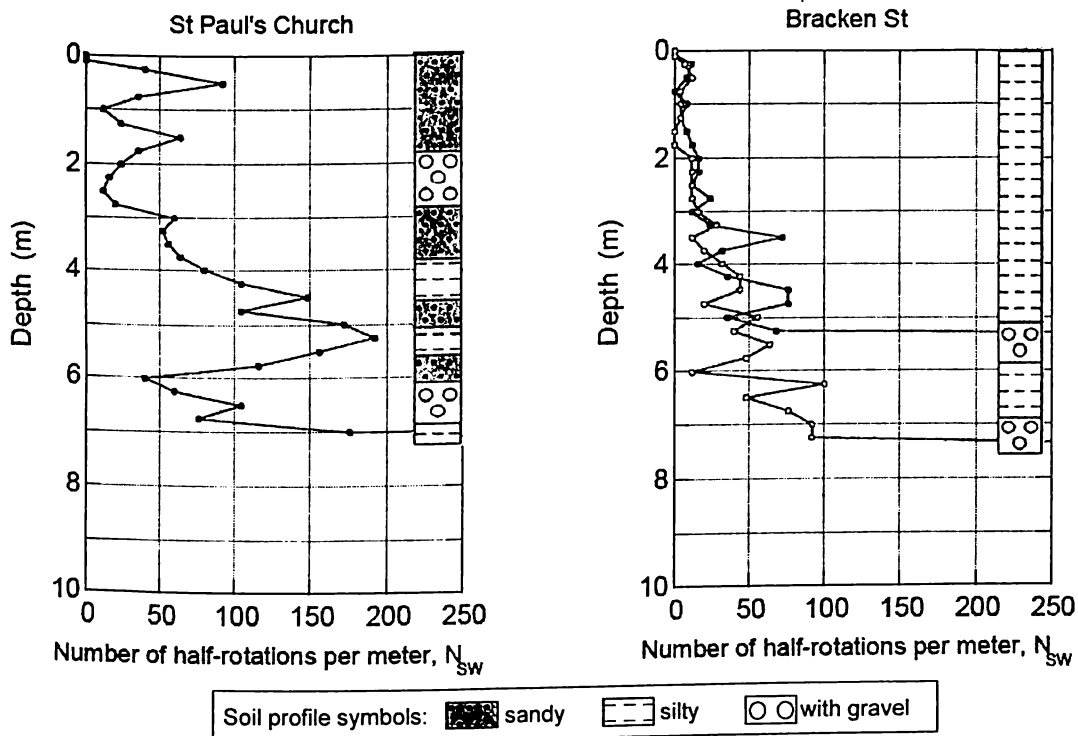 St Paul's Church
0
2
4
6
8
10
Depth (m)
0 50 100 150 200 250
Number of half-rotations per meter, N_SW
Bracken St
0
2
4
6
8
10
Depth (m)
0 50 100 150 200 250
Number of half-rotations per meter, N_SW
Soil profile symbols: sandy silty with gravel